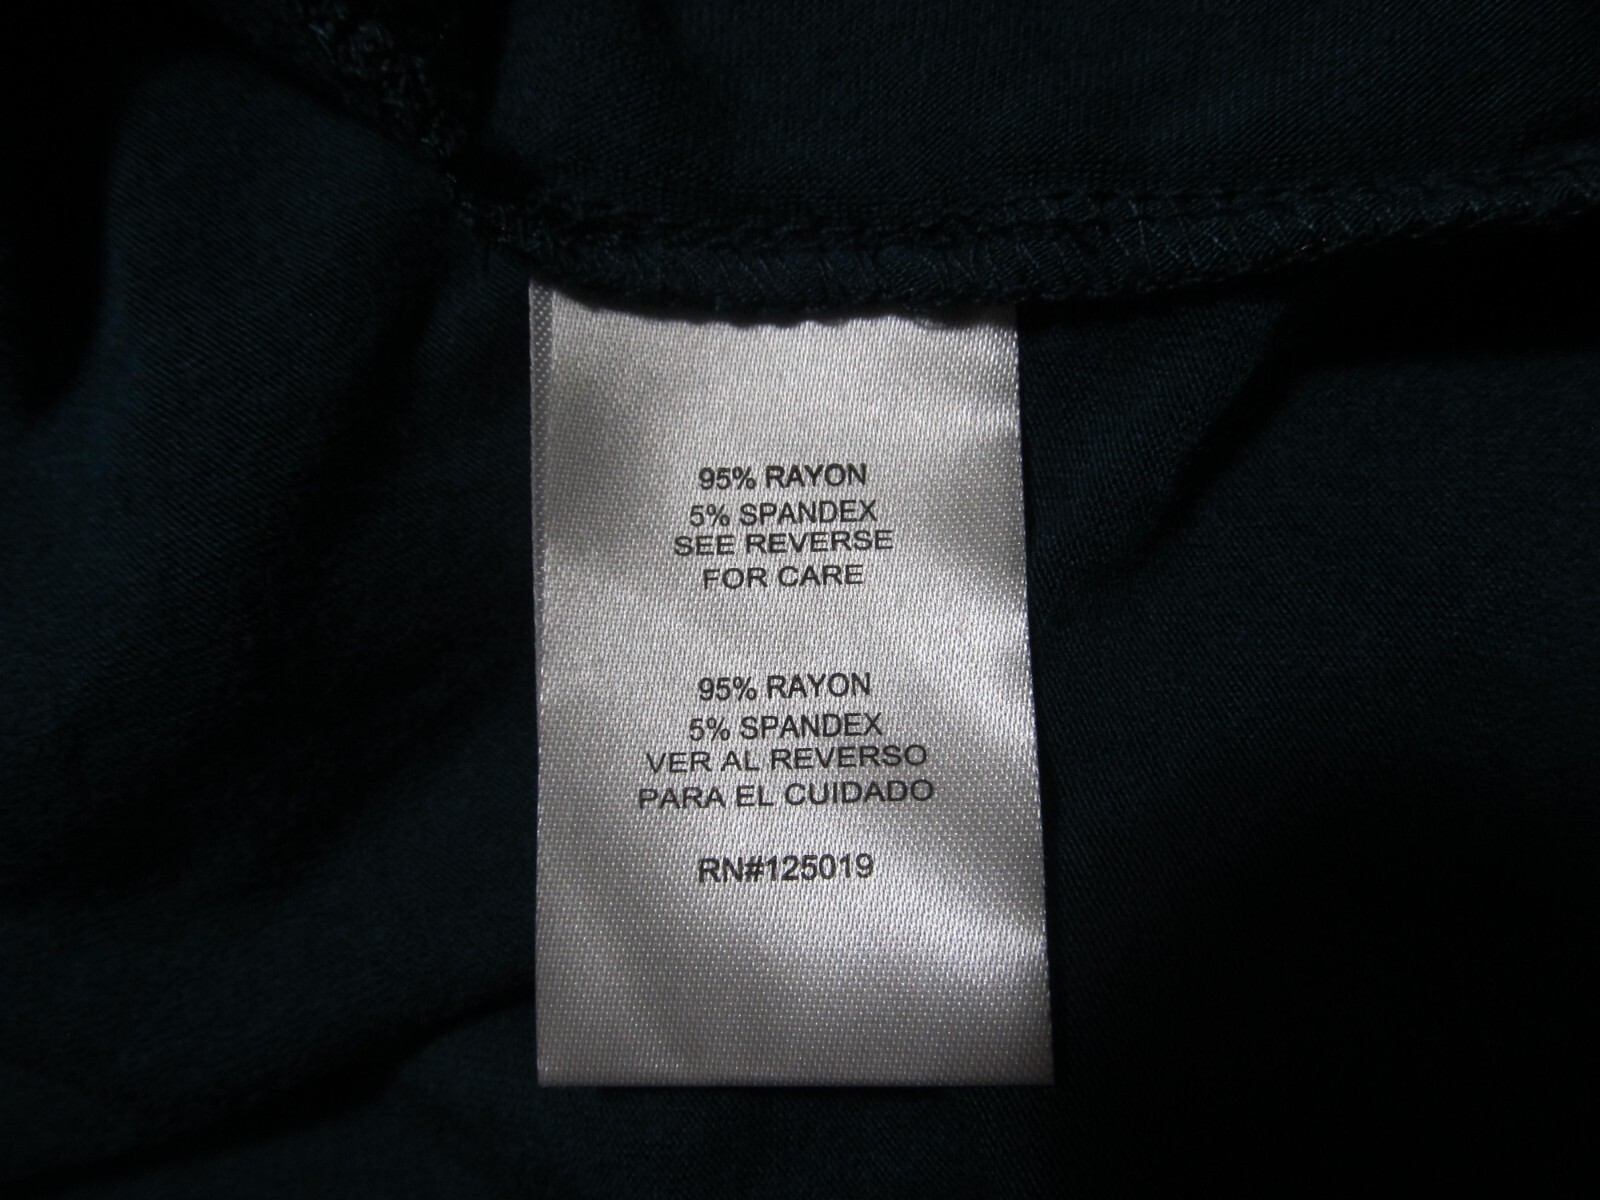 95% RAYON
5% SPANDEX
SEE REVERSE
FOR CARE
95% RAYON
5% SPANDEX
VER AL REVERSO
PARA EL CUIDADO
RN#125019